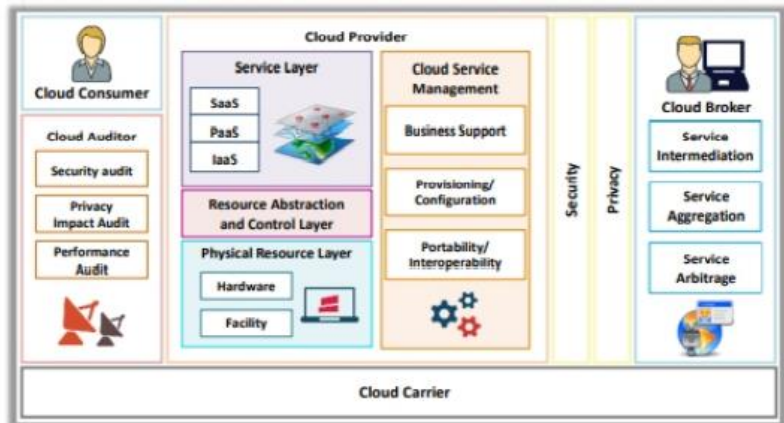 Cloud Consumer
Cloud Auditor
Security audit
Privacy
Impact Audit
Performance
Audit
Cloud Provider
Service Layer
SaaS
PaaS
IaaS
Resource Abstraction
and Control Layer
Physical Resource Layer
Hardware
Facility
Cloud Service
Management
Business Support
Provisioning/
Configuration
Portability/
Interoperability
Security
Privacy
Cloud Broker
Service
Intermediation
Service
Aggregation
Service
Arbitrage
Cloud Carrier